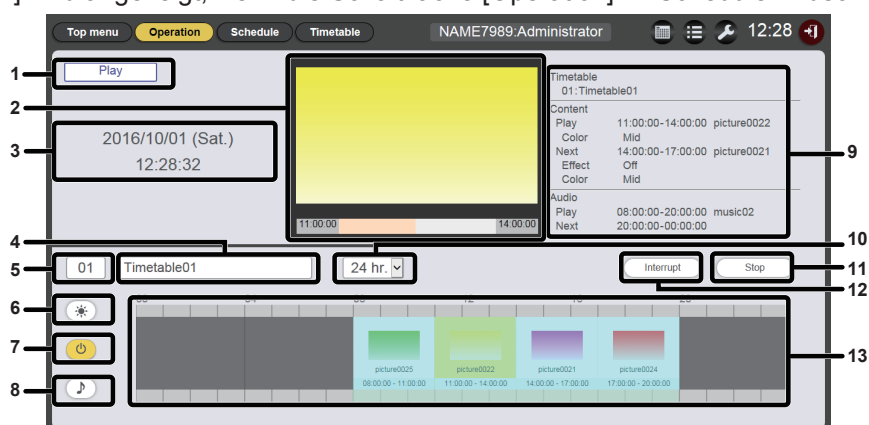 Top menu Operation Schedule Timetable NAME7989:Administrator 12:28
1 Play
2
3 2016/10/01 (Sat.)
12:28:32
11:00:00 14:00:00
Timetable
01:Timetable01
Content
Play 11:00:00-14:00:00 picture0022
Color Mid
Next 14:00:00-17:00:00 picture0021
Effect Off
Color Mid
Audio
Play 08:00:00-20:00:00 music02
Next 20:00:00-00:00:00
9
4 10
5 01 Timetable01 24 hr. Interrupt Stop 11
12
6
7
8
picture0025 picture0022 picture0021 picture0024
08:00:00 - 11:00:00 11:00:00 - 14:00:00 14:00:00 - 17:00:00 17:00:00 - 20:00:00
13